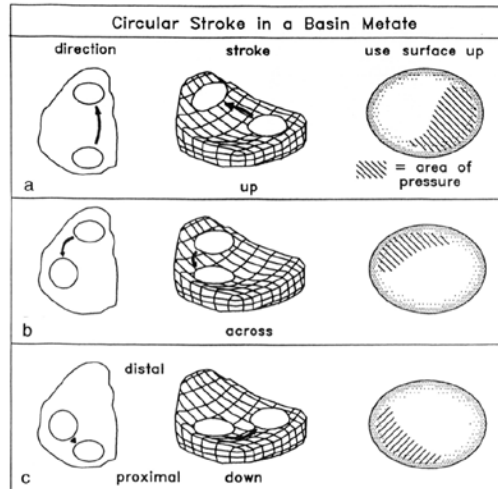 Circular Stroke in a Basin Metate
direction stroke use surface up
= area of pressure
a up
b across
distal
c proximal down